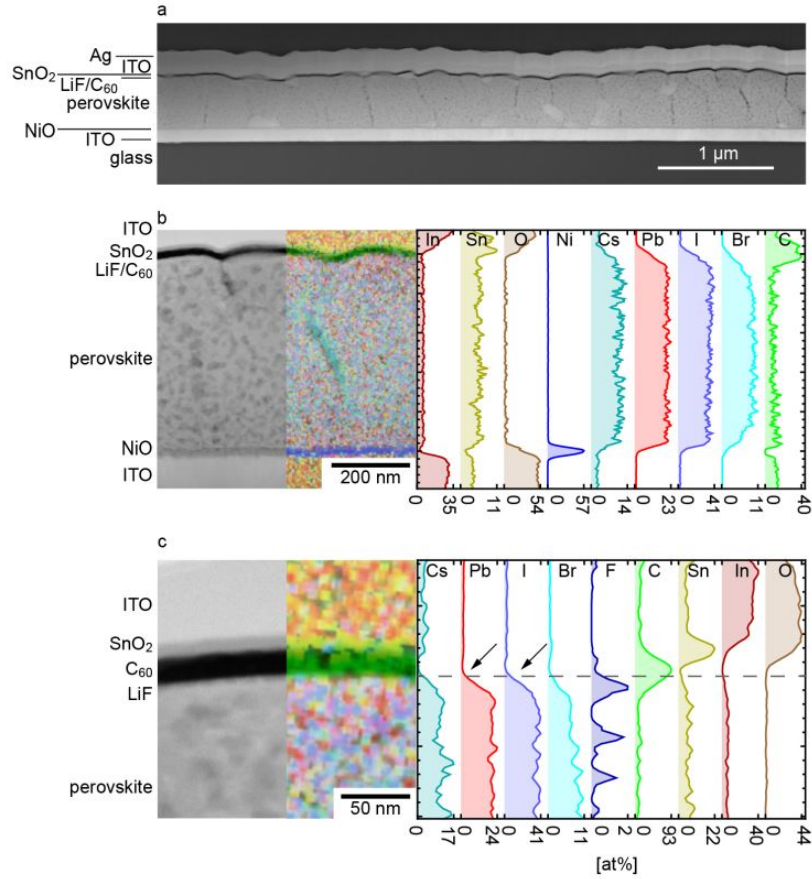 a
Ag
ITO
SnO₂
LiF/C₆₀
perovskite
NiO
ITO
glass
1 µm
b
ITO
SnO₂
LiF/C₆₀
perovskite
NiO
ITO
200 nm
In Sn O Ni Cs Pb I Br C
0 35 0 11 0 54 0 57 0 14 0 23 0 41 0 11 0 40
c
ITO
SnO₂
C₆₀
LiF
perovskite
50 nm
Cs Pb I Br F C Sn In O
0 17 0 24 0 41 0 11 0 2 0 93 0 22 0 40 0 44
[at%]